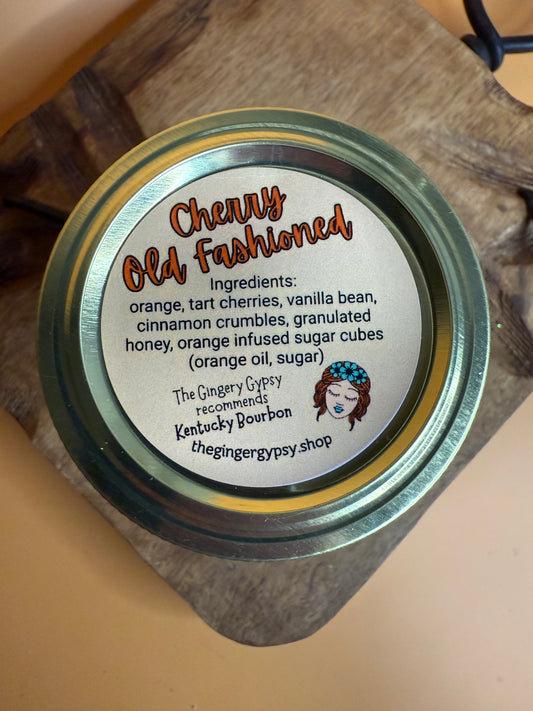 Cherry
Old Fashioned
Ingredients:
orange, tart cherries, vanilla bean,
cinnamon crumbles, granulated
honey, orange infused sugar cubes
(orange oil, sugar)
The Gingery Gypsy
recommends
Kentucky Bourbon
thegingergypsy.shop